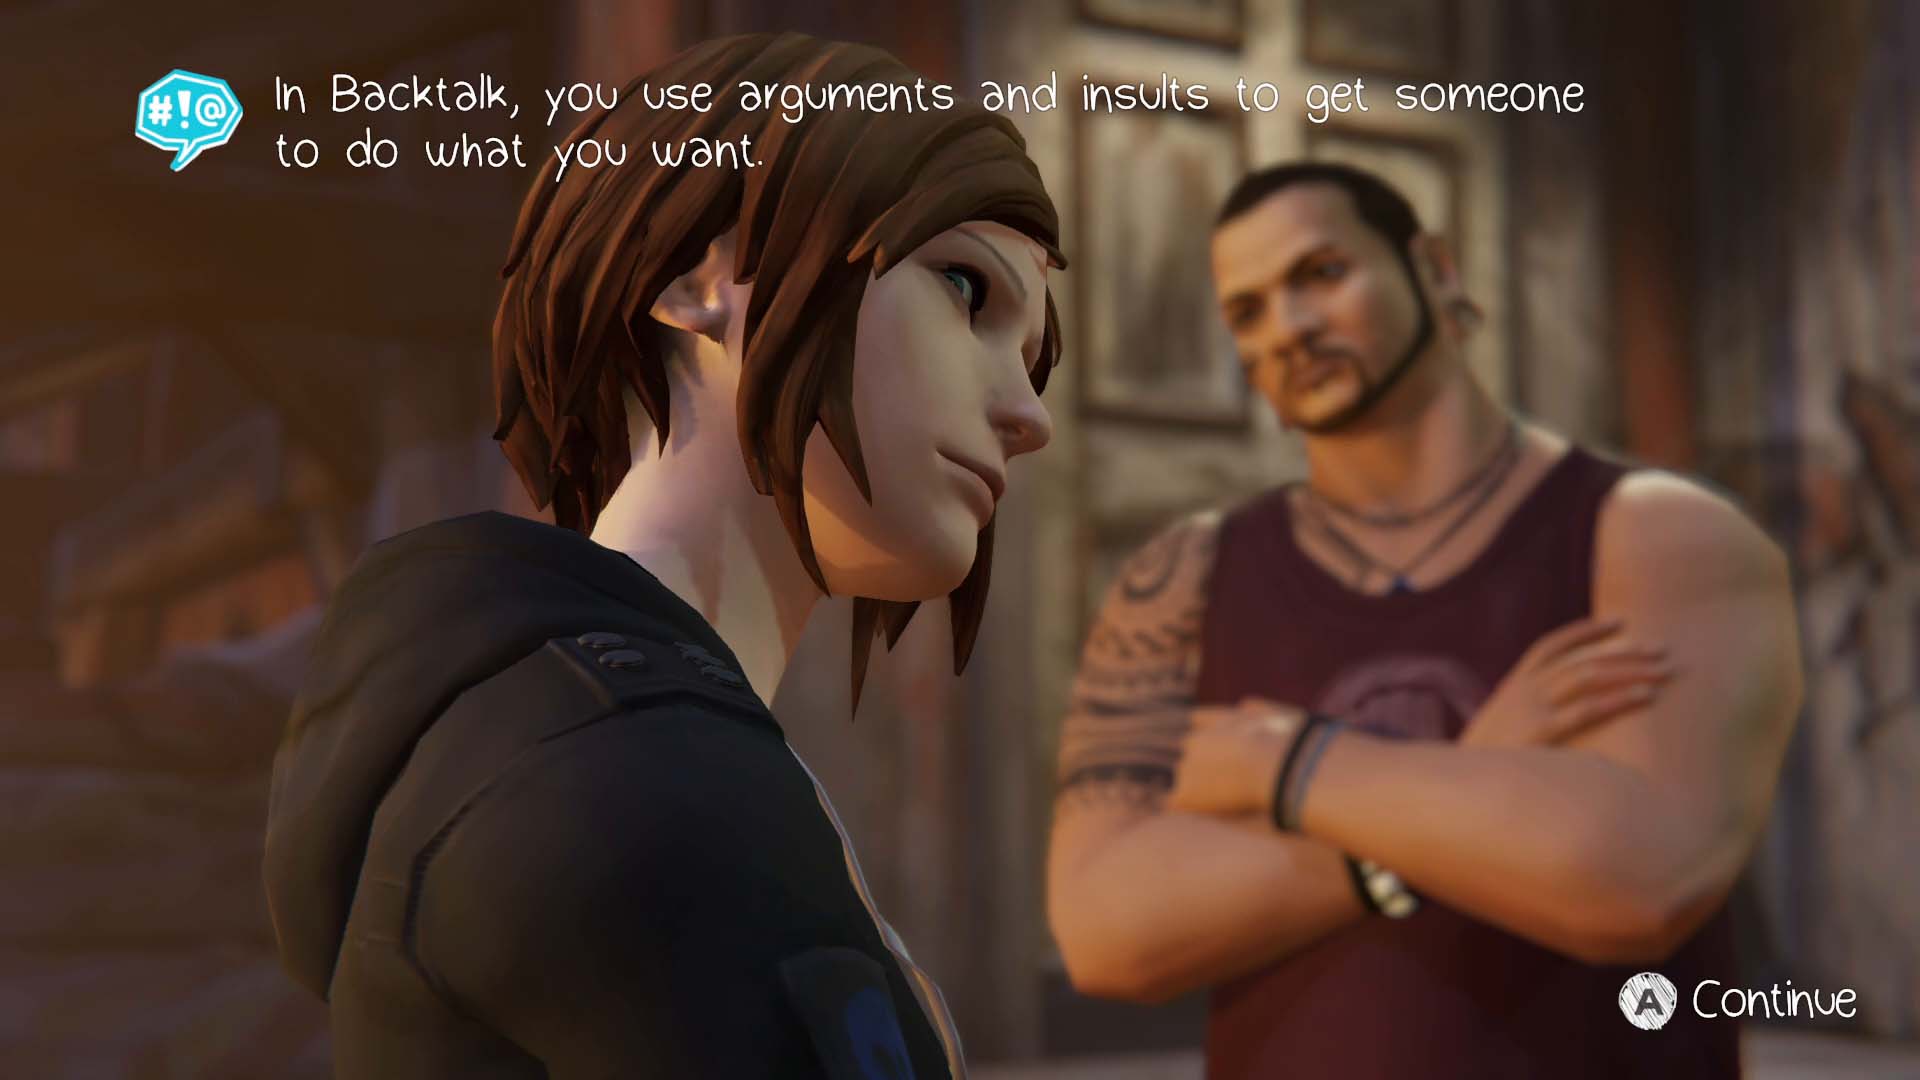 #!@
In Backtalk, you use arguments and insults to get someone
to do what you want.
A Continue